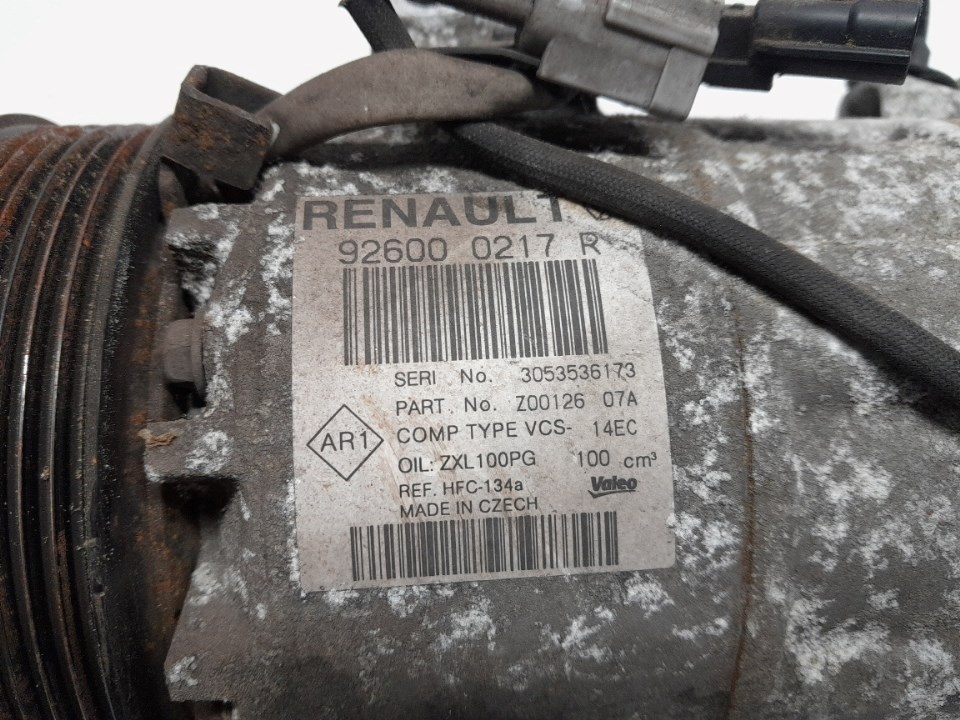 RENAULT
92600 0217 R
SERI No. 3053536173
PART. No. Z00126 07A
AR1
COMP TYPE VCS- 14EC
OIL: ZXL100PG 100 cm³
REF. HFC-134a
Valeo
MADE IN CZECH